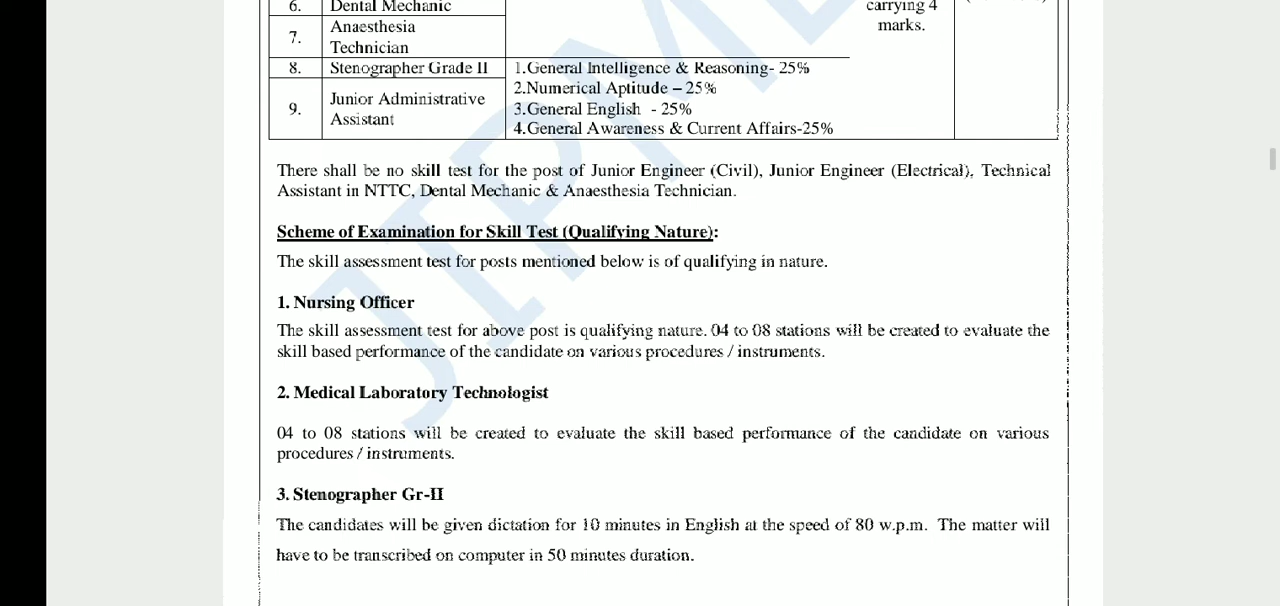 6. Dental Mechanic
carrying 4
marks.
7. Anaesthesia
Technician
8. Stenographer Grade II
1.General Intelligence & Reasoning- 25%
2.Numerical Aptitude – 25%
9. Junior Administrative
Assistant
3.General English - 25%
4.General Awareness & Current Affairs-25%
There shall be no skill test for the post of Junior Engineer (Civil), Junior Engineer (Electrical), Technical
Assistant in NTTC, Dental Mechanic & Anaesthesia Technician.
Scheme of Examination for Skill Test (Qualifying Nature):
The skill assessment test for posts mentioned below is of qualifying in nature.
1. Nursing Officer
The skill assessment test for above post is qualifying nature. 04 to 08 stations will be created to evaluate the
skill based performance of the candidate on various procedures / instruments.
2. Medical Laboratory Technologist
04 to 08 stations will be created to evaluate the skill based performance of the candidate on various
procedures / instruments.
3. Stenographer Gr-II
The candidates will be given dictation for 10 minutes in English at the speed of 80 w.p.m. The matter will
have to be transcribed on computer in 50 minutes duration.